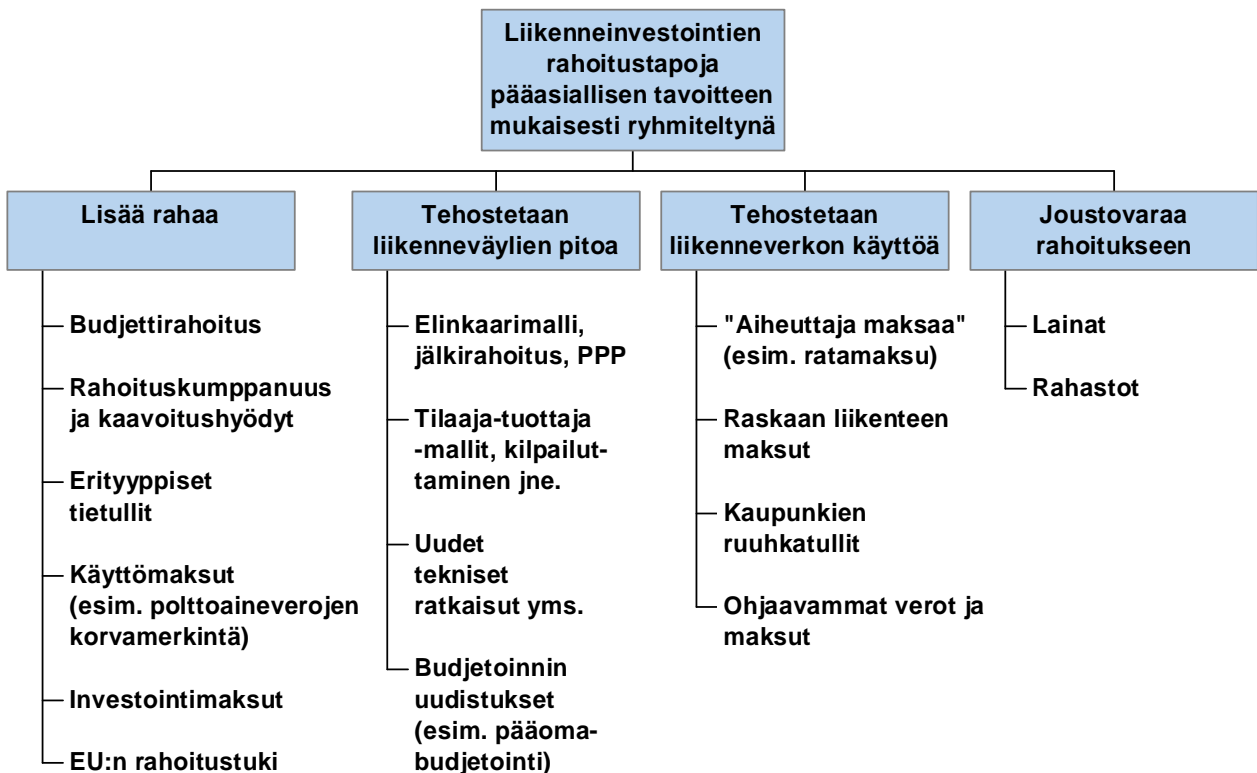 Liikenneinvestointien
rahoitustapoja
pääasiallisen tavoitteen
mukaisesti ryhmiteltynä
Lisää rahaa
Budjettirahoitus
Rahoituskumppanuus
ja kaavoitushyödyt
Erityyppiset
tietullit
Käyttömaksut
(esim. polttoaineverojen
korvamerkintä)
Investointimaksut
EU:n rahoitustuki
Tehostetaan
liikenneväylien pitoa
Elinkaarimalli,
jälkirahoitus, PPP
Tilaaja-tuottaja
-mallit, kilpailut-
taminen jne.
Uudet
tekniset
ratkaisut yms.
Budjetoinnin
uudistukset
(esim. pääoma-
budjetointi)
Tehostetaan
liikenneverkon käyttöä
"Aiheuttaja maksaa"
(esim. ratamaksu)
Raskaan liikenteen
maksut
Kaupunkien
ruuhkatullit
Ohjaavammat verot ja
maksut
Joustovaraa
rahoitukseen
Lainat
Rahastot